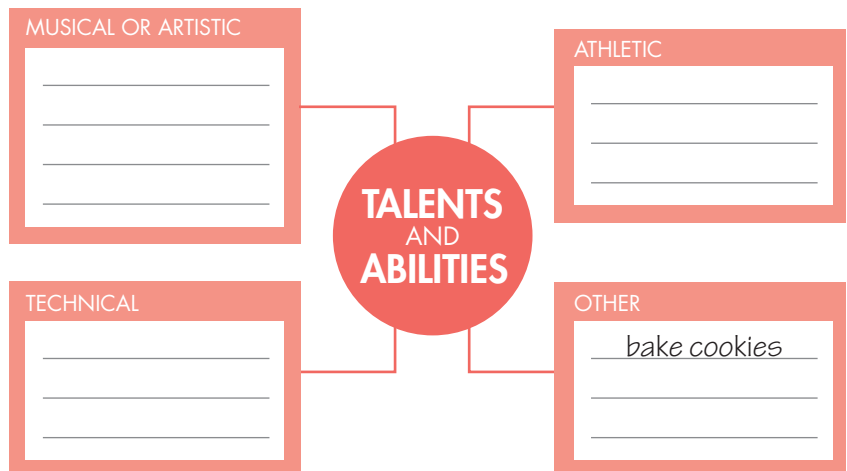 MUSICAL OR ARTISTIC
ATHLETIC
TALENTS
AND
ABILITIES
TECHNICAL
OTHER
bake cookies